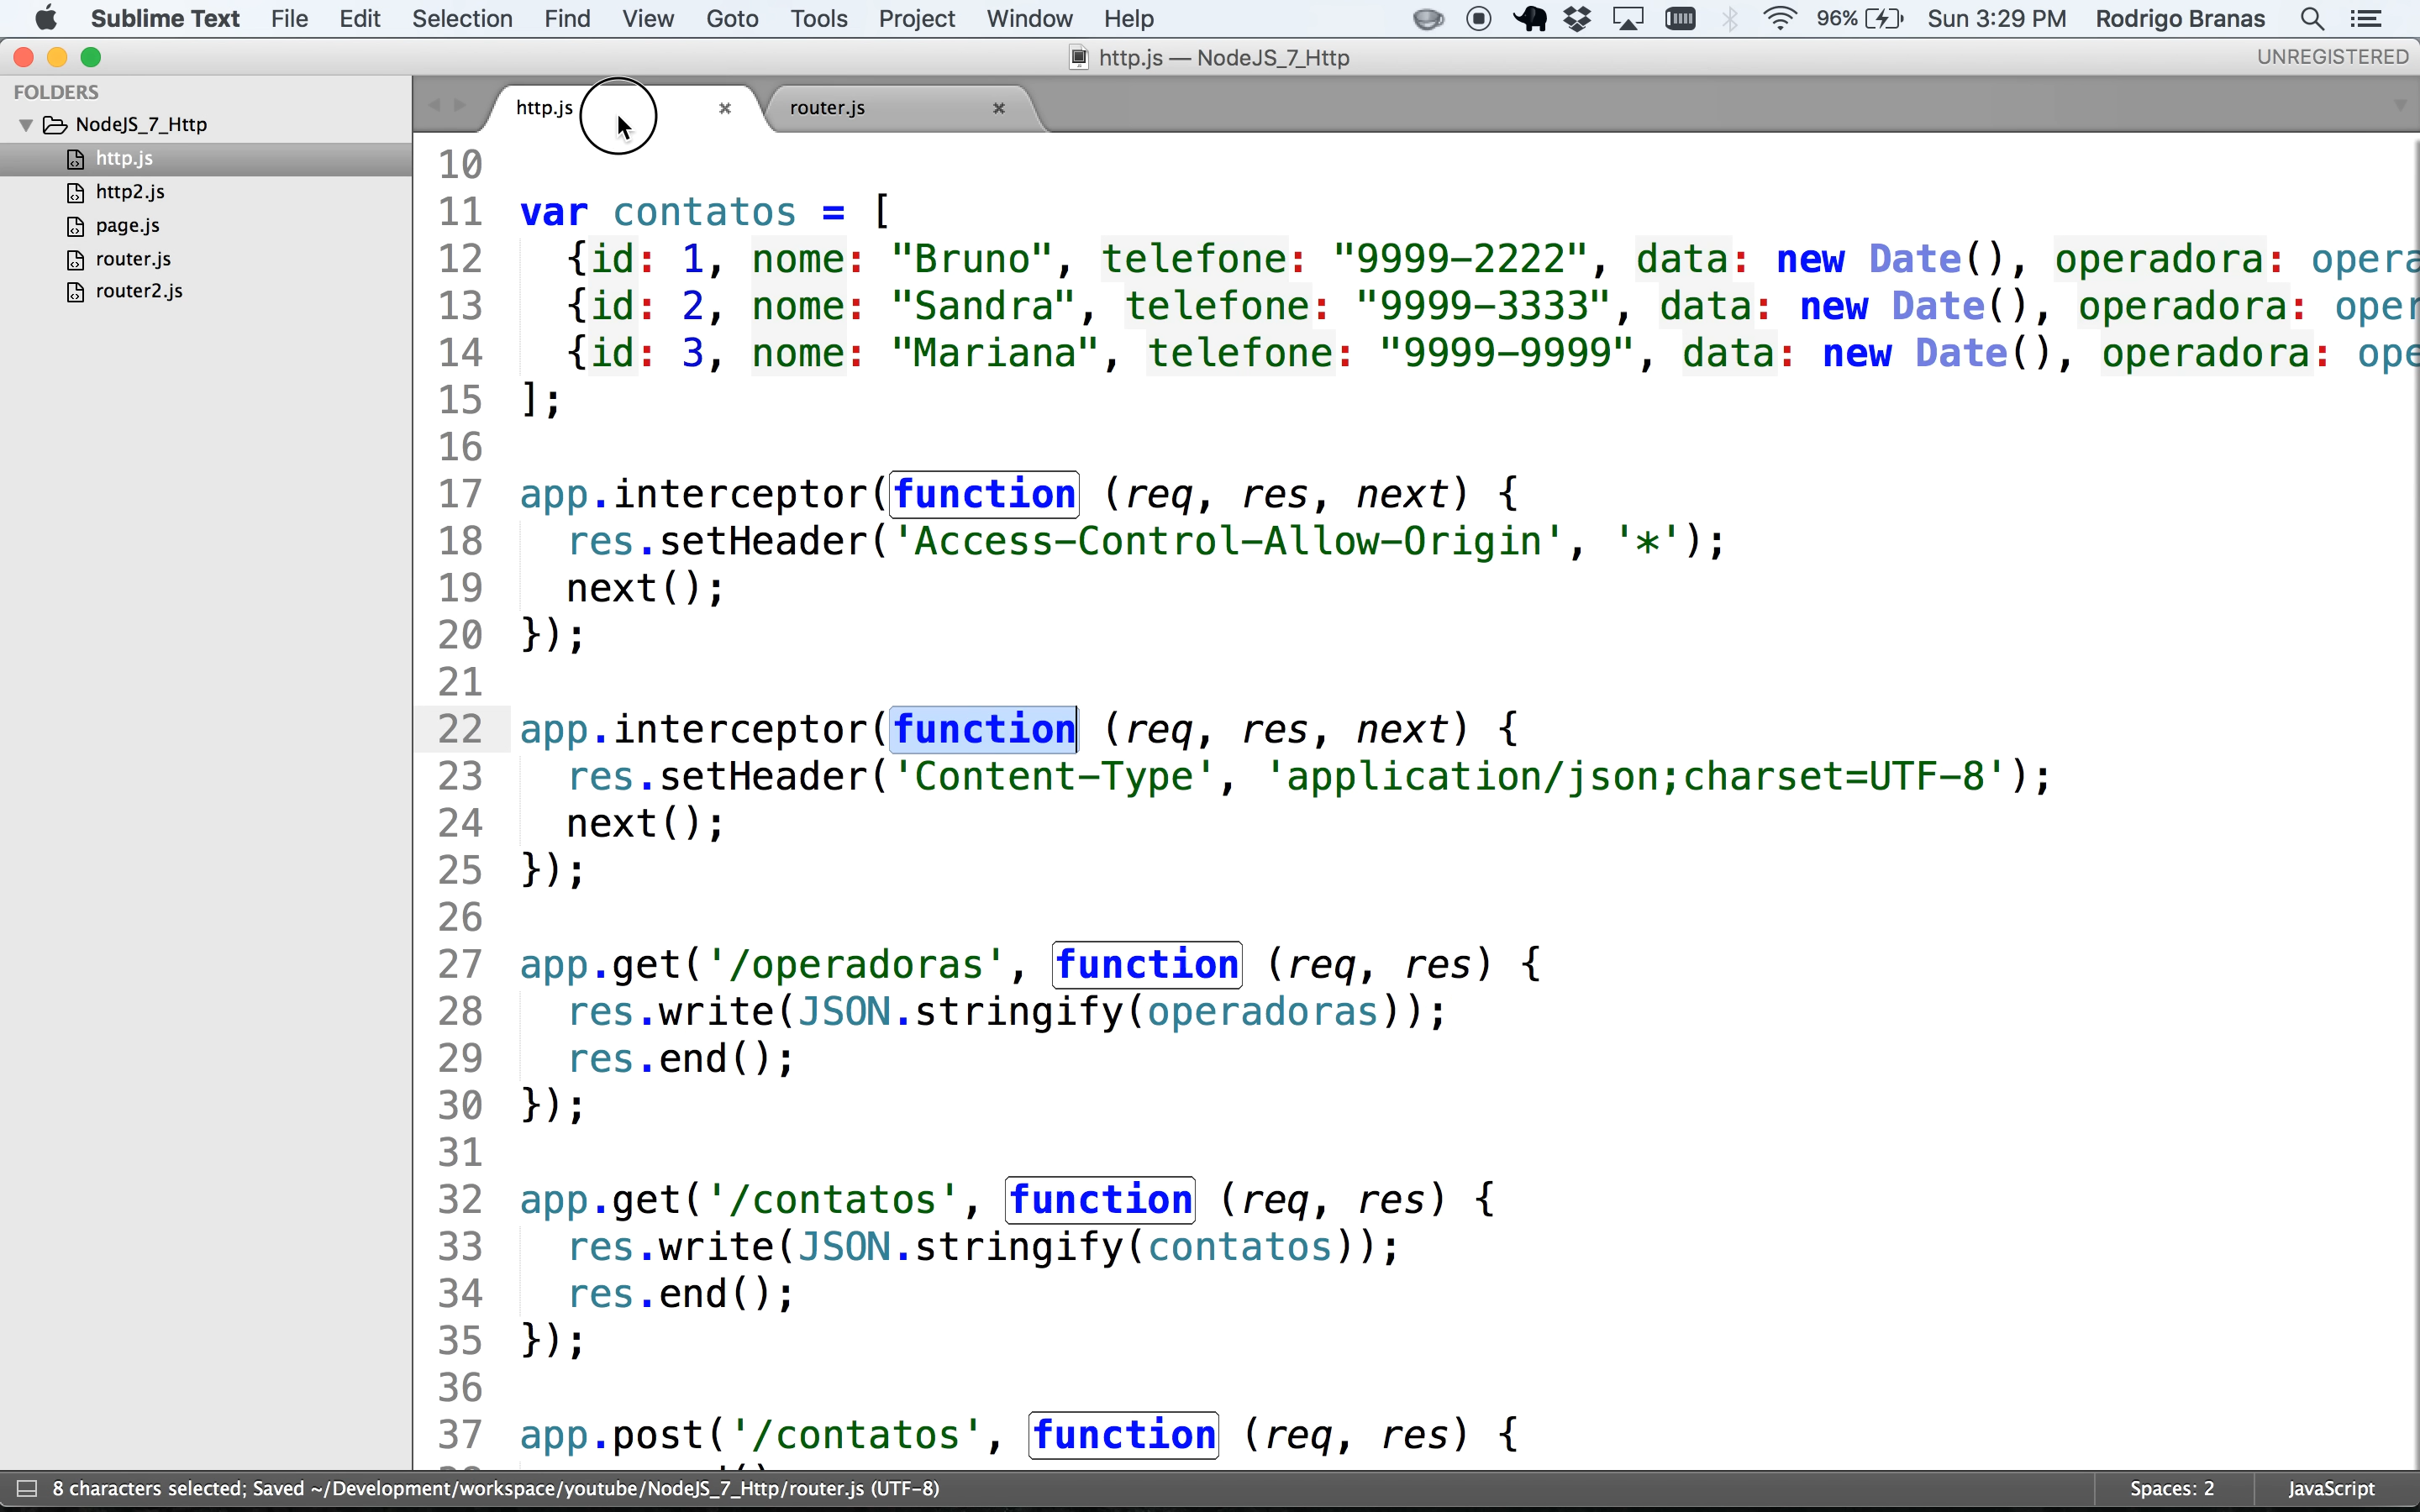 Sublime Text File Edit Selection Find View Goto Tools Project Window Help 96% Sun 3:29 PM Rodrigo Branas
http.js — NodeJS_7_Http UNREGISTERED
FOLDERS
NodeJS_7_Http
http.js
http2.js
page.js
router.js
router2.js
http.js × router.js ×
10
11 var contatos = [
12 {id: 1, nome: "Bruno", telefone: "9999-2222", data: new Date(), operadora: opera
13 {id: 2, nome: "Sandra", telefone: "9999-3333", data: new Date(), operadora: oper
14 {id: 3, nome: "Mariana", telefone: "9999-9999", data: new Date(), operadora: ope
15 ];
16
17 app.interceptor(function (req, res, next) {
18 res.setHeader('Access-Control-Allow-Origin', '*');
19 next();
20 });
21
22 app.interceptor(function (req, res, next) {
23 res.setHeader('Content-Type', 'application/json;charset=UTF-8');
24 next();
25 });
26
27 app.get('/operadoras', function (req, res) {
28 res.write(JSON.stringify(operadoras));
29 res.end();
30 });
31
32 app.get('/contatos', function (req, res) {
33 res.write(JSON.stringify(contatos));
34 res.end();
35 });
36
37 app.post('/contatos', function (req, res) {
8 characters selected; Saved ~/Development/workspace/youtube/NodeJS_7_Http/router.js (UTF-8) Spaces: 2 JavaScript